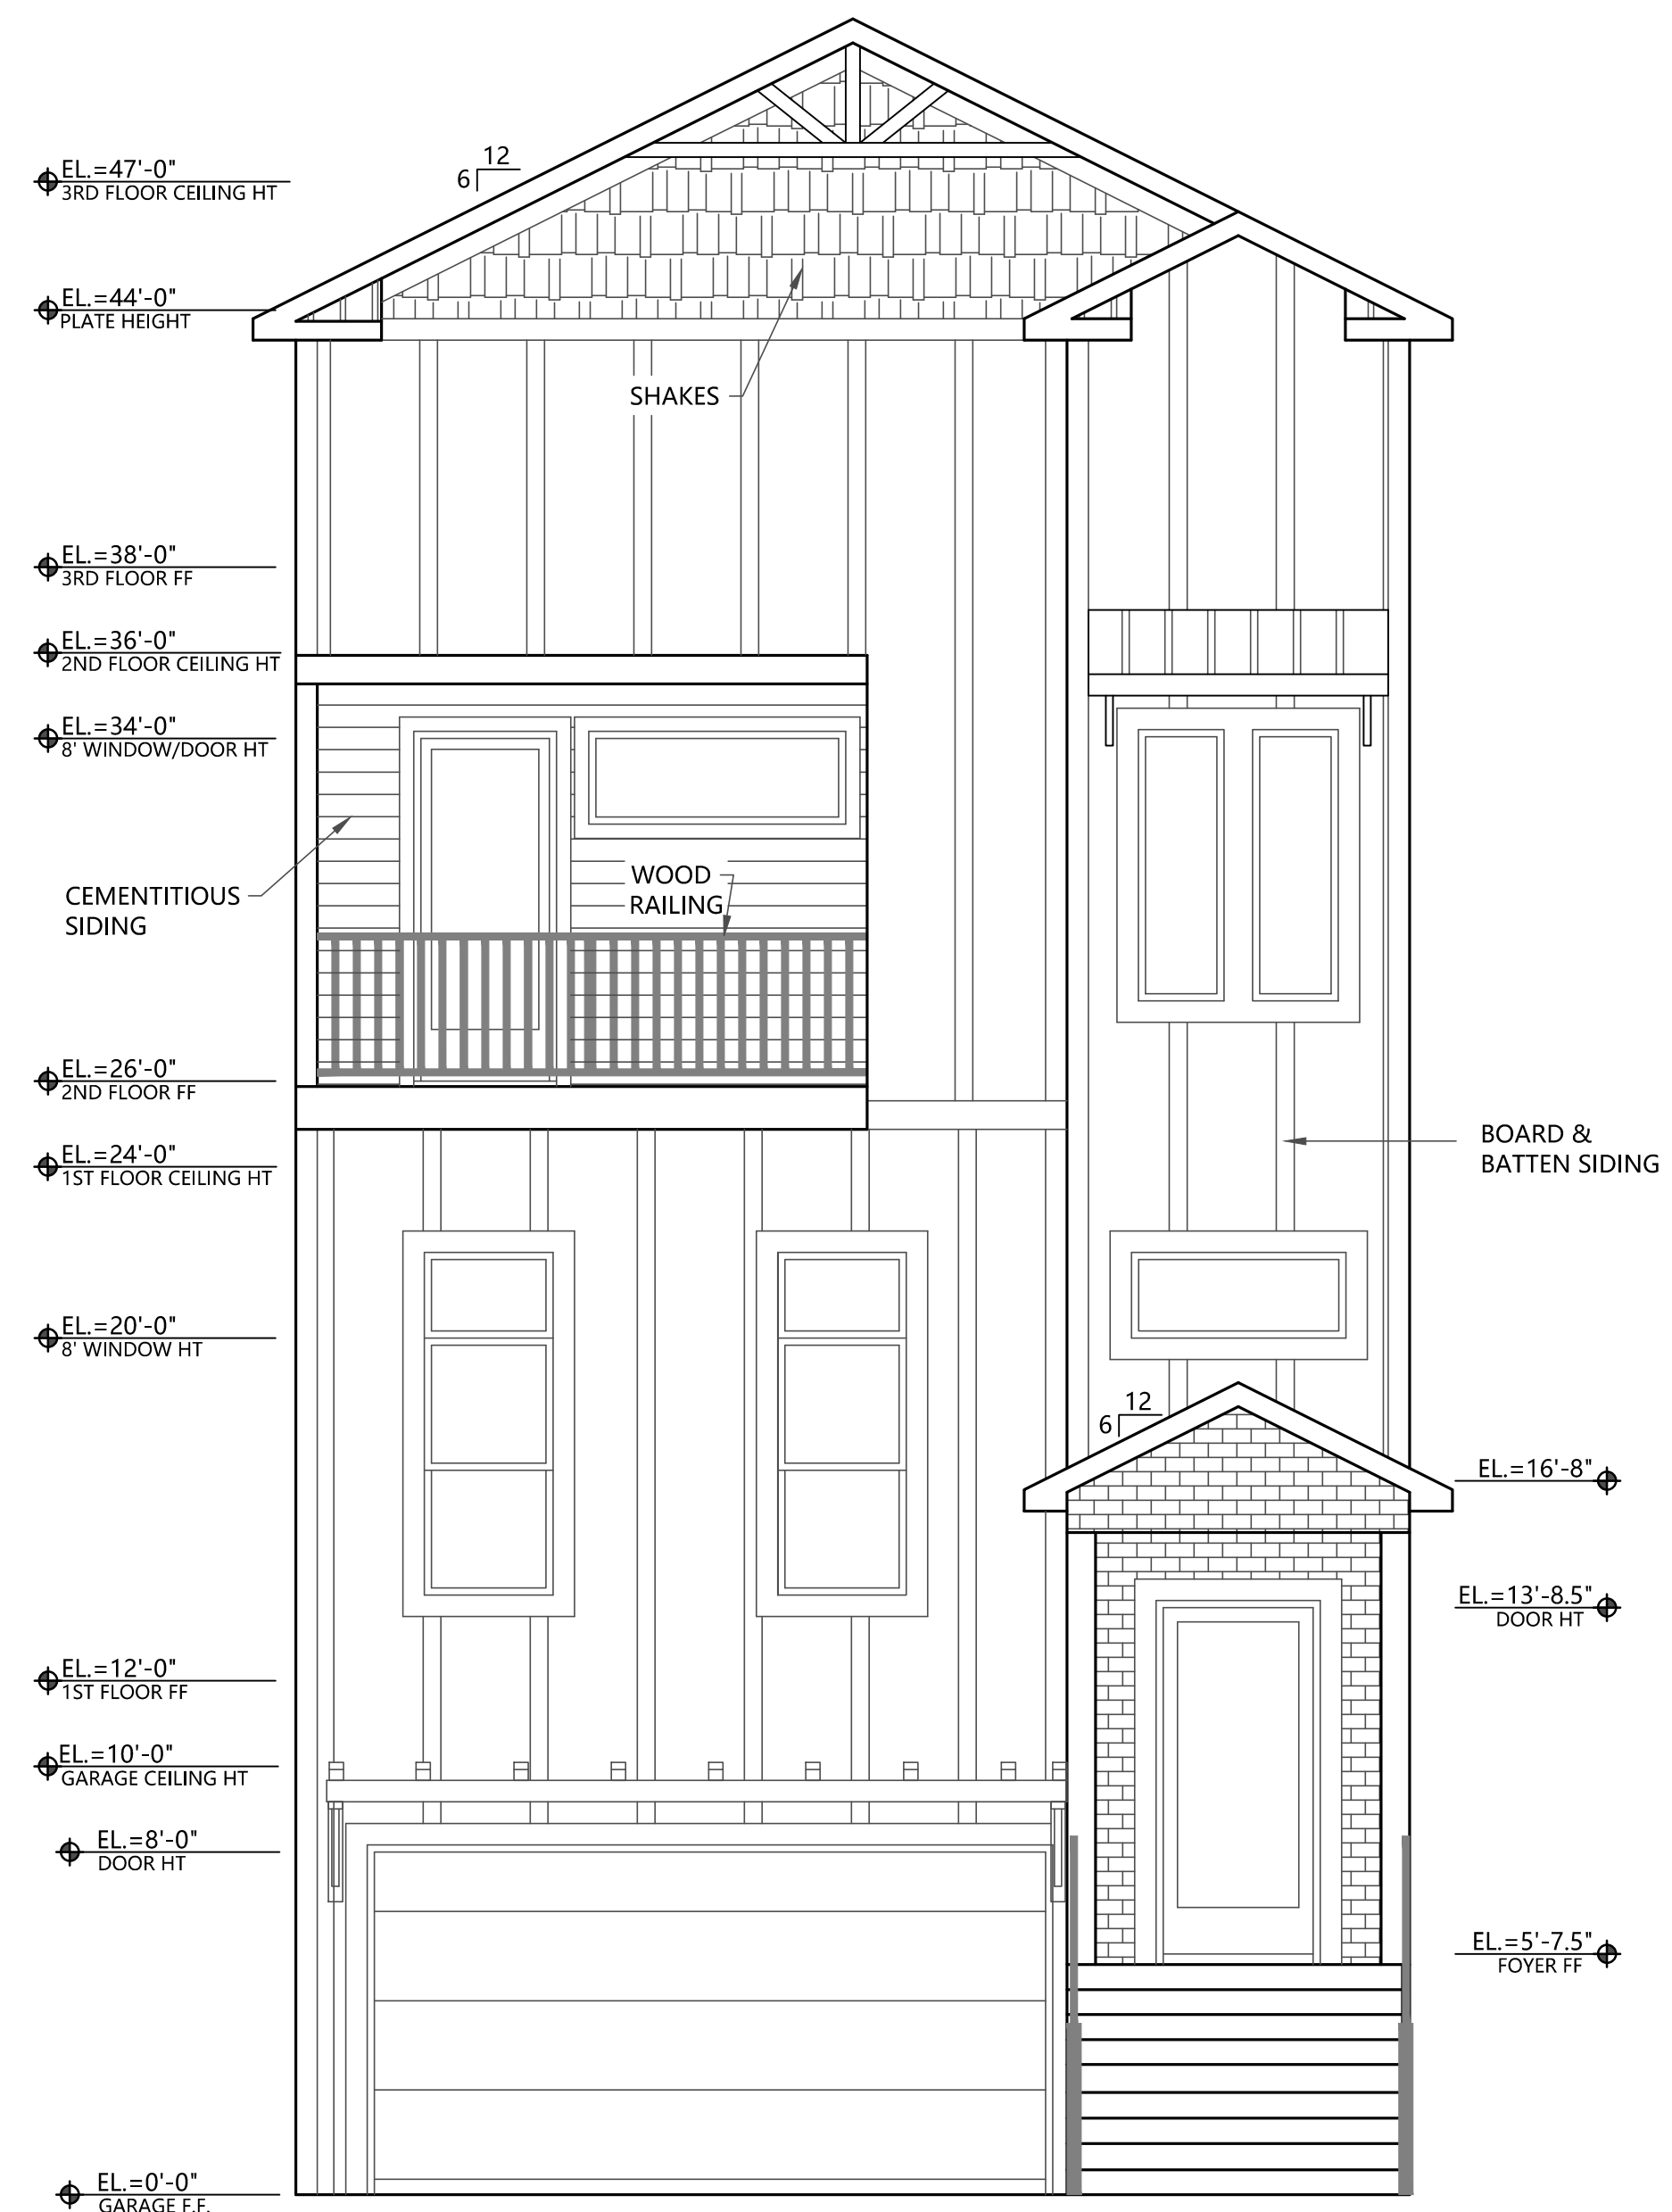 EL.=47'-0"
3RD FLOOR CEILING HT
12
6
EL.=44'-0"
PLATE HEIGHT
SHAKES
EL.=38'-0"
3RD FLOOR FF
EL.=36'-0"
2ND FLOOR CEILING HT
EL.=34'-0"
8' WINDOW/DOOR HT
CEMENTITIOUS
SIDING
WOOD
RAILING
EL.=26'-0"
2ND FLOOR FF
BOARD &
BATTEN SIDING
EL.=24'-0"
1ST FLOOR CEILING HT
EL.=20'-0"
8' WINDOW HT
12
6
EL.=16'-8"
EL.=13'-8.5"
DOOR HT
EL.=12'-0"
1ST FLOOR FF
EL.=10'-0"
GARAGE CEILING HT
EL.=8'-0"
DOOR HT
EL.=5'-7.5"
FOYER FF
EL.=0'-0"
GARAGE F.F.